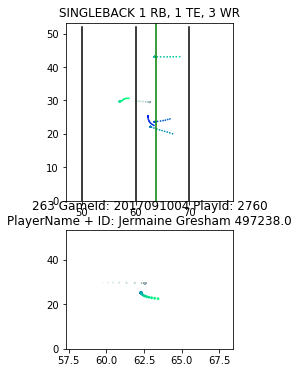 SINGLEBACK 1 RB, 1 TE, 3 WR
50
40
30
20
10
0
50 60 70
263 GameId: 2017091004 PlayId: 2760
PlayerName + ID: Jermaine Gresham 497238.0
40
20
0
57.5 60.0 62.5 65.0 67.5